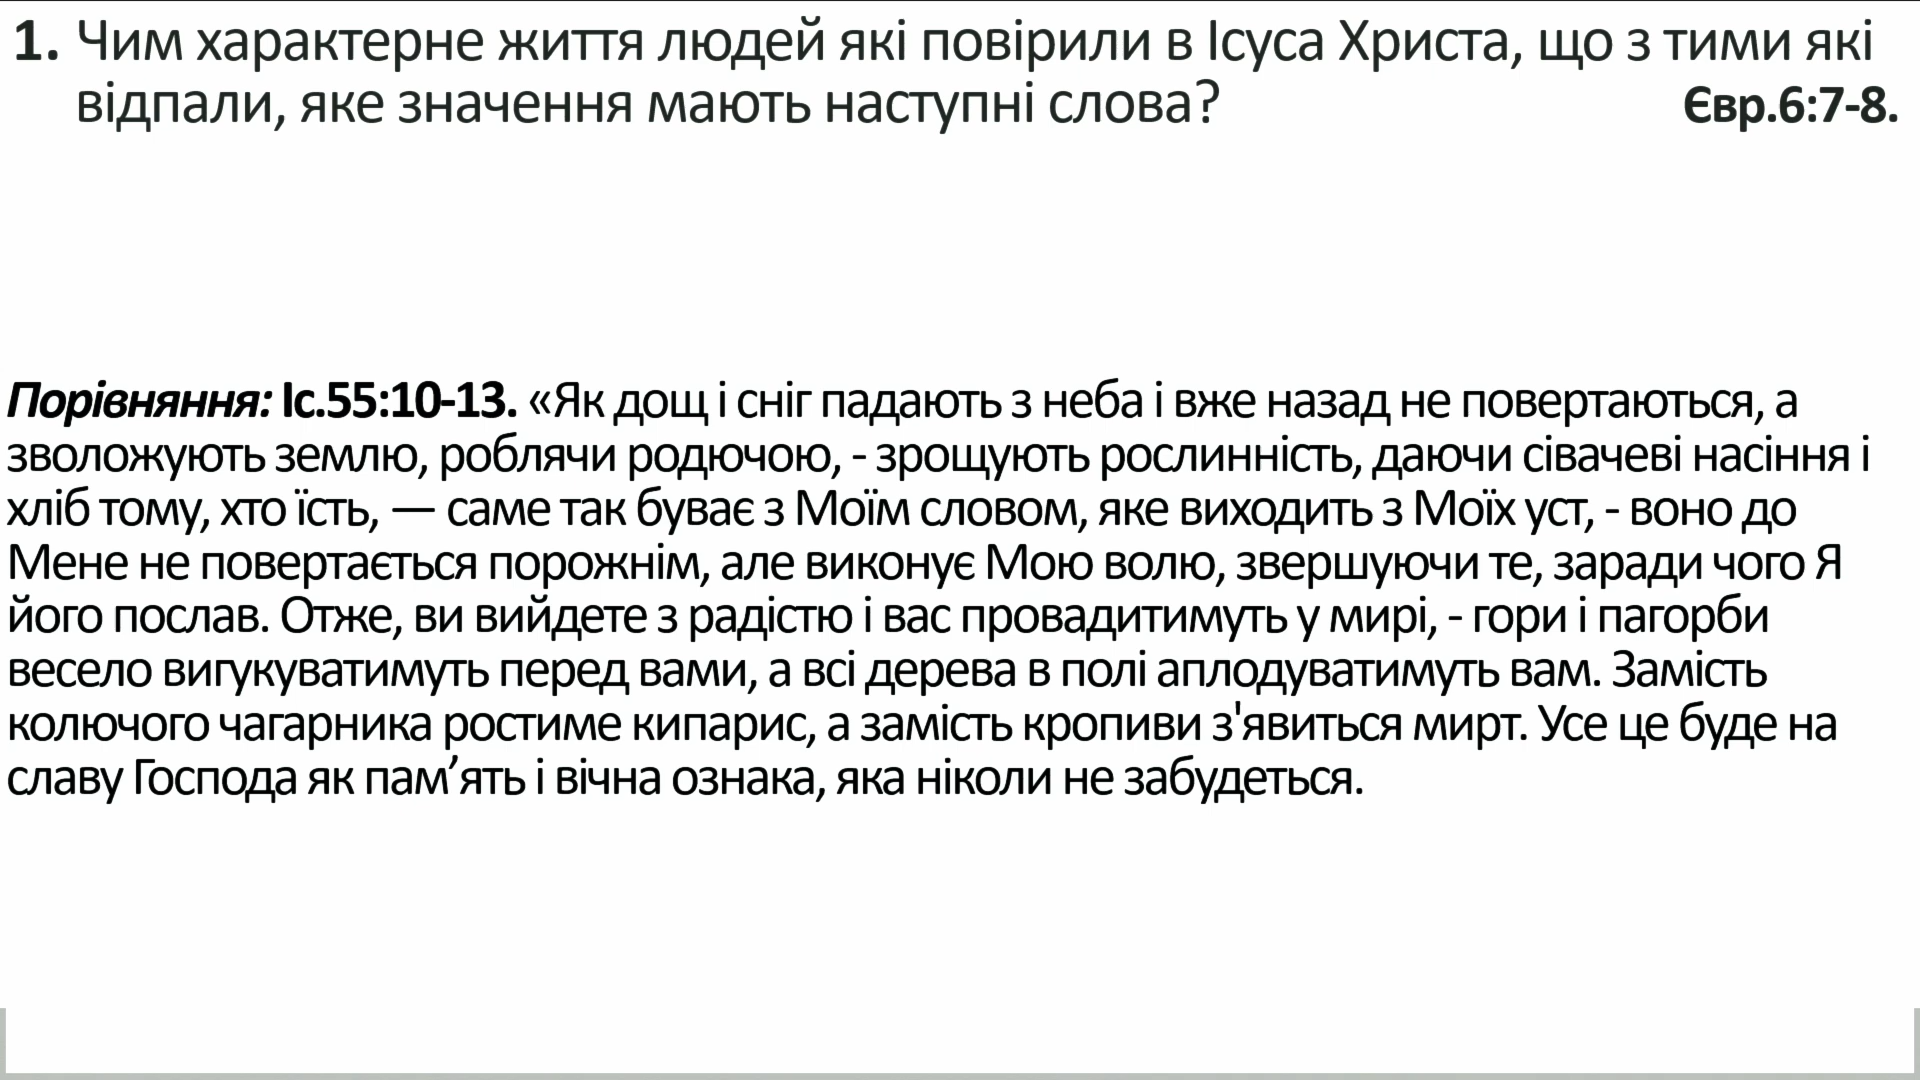 1. Чим характерне життя людей які повірили в Ісуса Христа, що з тими які
відпали, яке значення мають наступні слова? Євр.6:7-8.
Порівняння: Іс.55:10-13. «Як дощ і сніг падають з неба і вже назад не повертаються, а
зволожують землю, роблячи родючою, - зрощують рослинність, даючи сівачеві насіння і
хліб тому, хто їсть, — саме так буває з Моїм словом, яке виходить з Моїх уст, - воно до
Мене не повертається порожнім, але виконує Мою волю, звершуючи те, заради чого Я
його послав. Отже, ви вийдете з радістю і вас провадитимуть у мирі, - гори і пагорби
весело вигукуватимуть перед вами, а всі дерева в полі аплодуватимуть вам. Замість
колючого чагарника ростиме кипарис, а замість кропиви з'явиться мирт. Усе це буде на
славу Господа як пам’ять і вічна ознака, яка ніколи не забудеться.